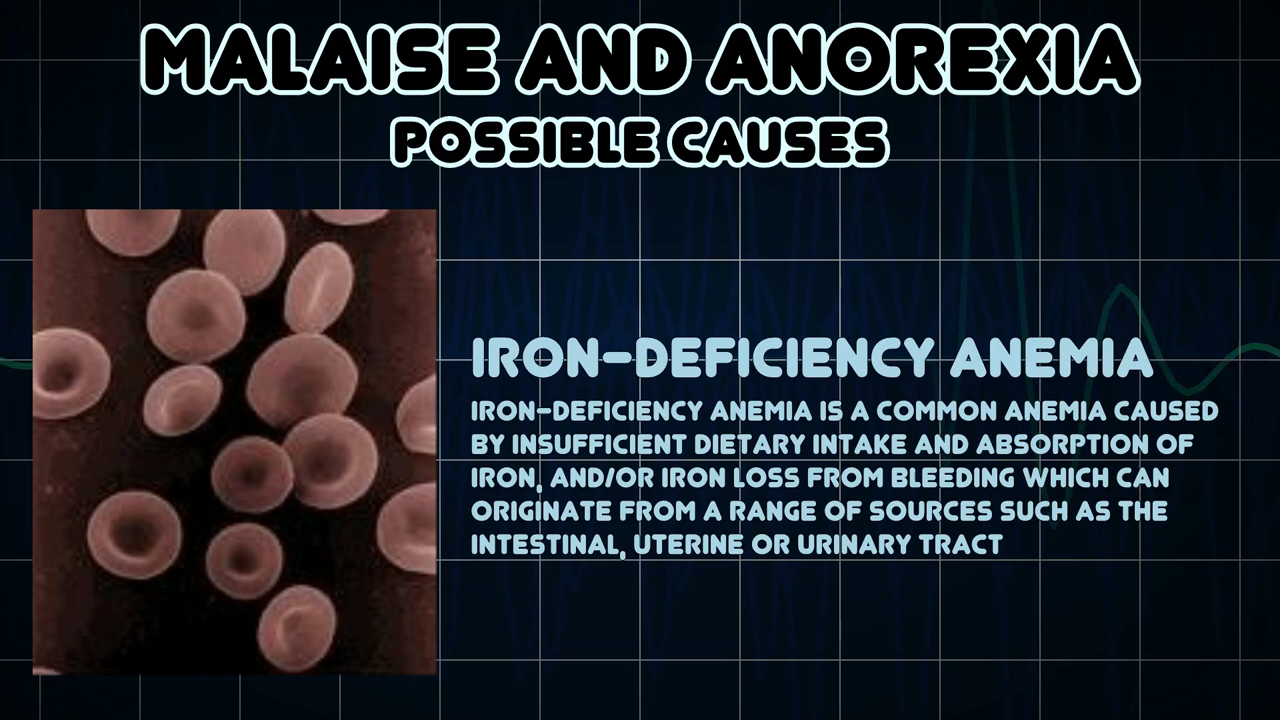 MALAISE AND ANOREXIA
POSSIBLE CAUSES
IRON-DEFICIENCY ANEMIA
IRON-DEFICIENCY ANEMIA IS A COMMON ANEMIA CAUSED
BY INSUFFICIENT DIETARY INTAKE AND ABSORPTION OF
IRON, AND/OR IRON LOSS FROM BLEEDING WHICH CAN
ORIGINATE FROM A RANGE OF SOURCES SUCH AS THE
INTESTINAL, UTERINE OR URINARY TRACT